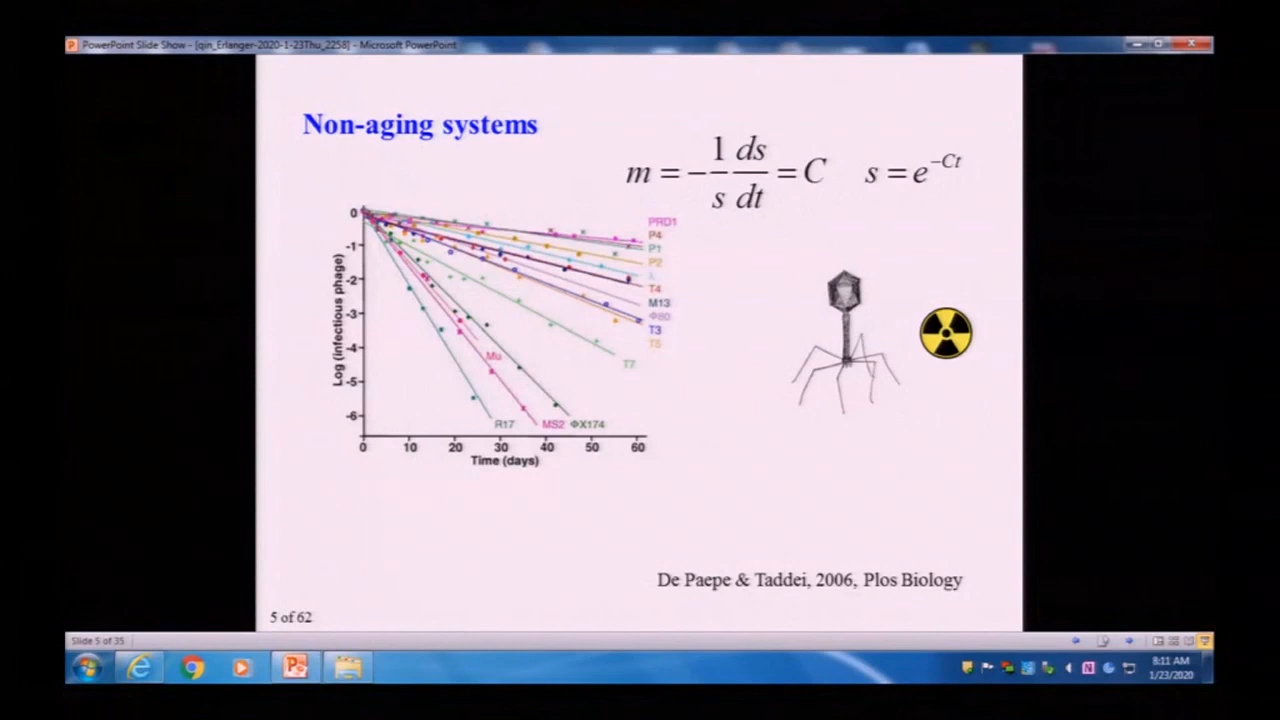 PowerPoint Slide Show - [qin_Erlanger-2020-1-23Thu_2258] - Microsoft PowerPoint
Non-aging systems
m = -1/s ds/dt = C  s = e^{-Ct}
Log (infectious phage)
0
-1
-2
-3
-4
-5
-6
PRD1
P4
P1
P2
L
T4
M13
Φ80
T3
T5
T7
Mu
R17
MS2
ΦX174
0 10 20 30 40 50 60
Time (days)
De Paepe & Taddei, 2006, Plos Biology
5 of 62
Slide 5 of 35
8:11 AM
1/23/2020